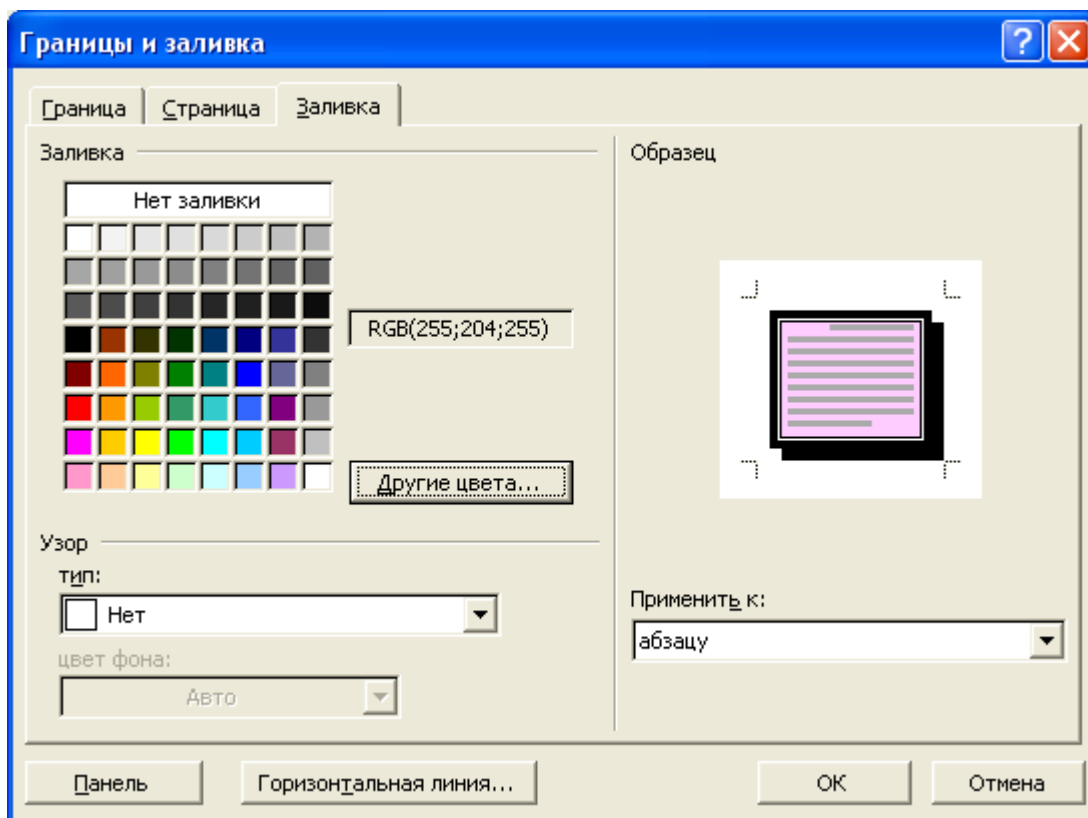 Границы и заливка
Граница
Страница
Заливка
Заливка
Нет заливки
RGB(255;204;255)
Другие цвета...
Узор
тип:
Нет
цвет фона:
Авто
Образец
Применить к:
абзацу
Панель
Горизонтальная линия...
ОК
Отмена